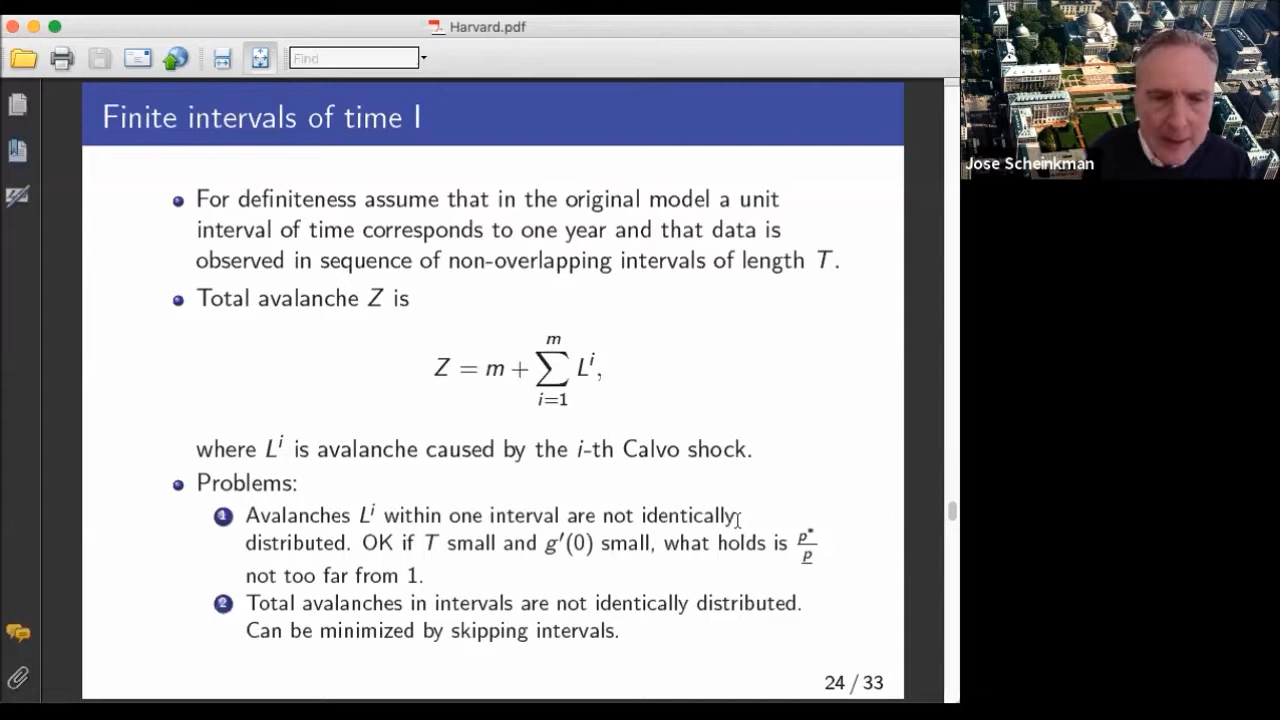 Harvard.pdf
Find
Jose Scheinkman
Finite intervals of time I
For definiteness assume that in the original model a unit
interval of time corresponds to one year and that data is
observed in sequence of non-overlapping intervals of length T.
Total avalanche Z is
Z = m + ∑_{i=1}^{m} L^i,
where L^i is avalanche caused by the i-th Calvo shock.
Problems:
1 Avalanches L^i within one interval are not identically
distributed. OK if T small and g′(0) small, what holds is p*/p̲
not too far from 1.
2 Total avalanches in intervals are not identically distributed.
Can be minimized by skipping intervals.
24 / 33